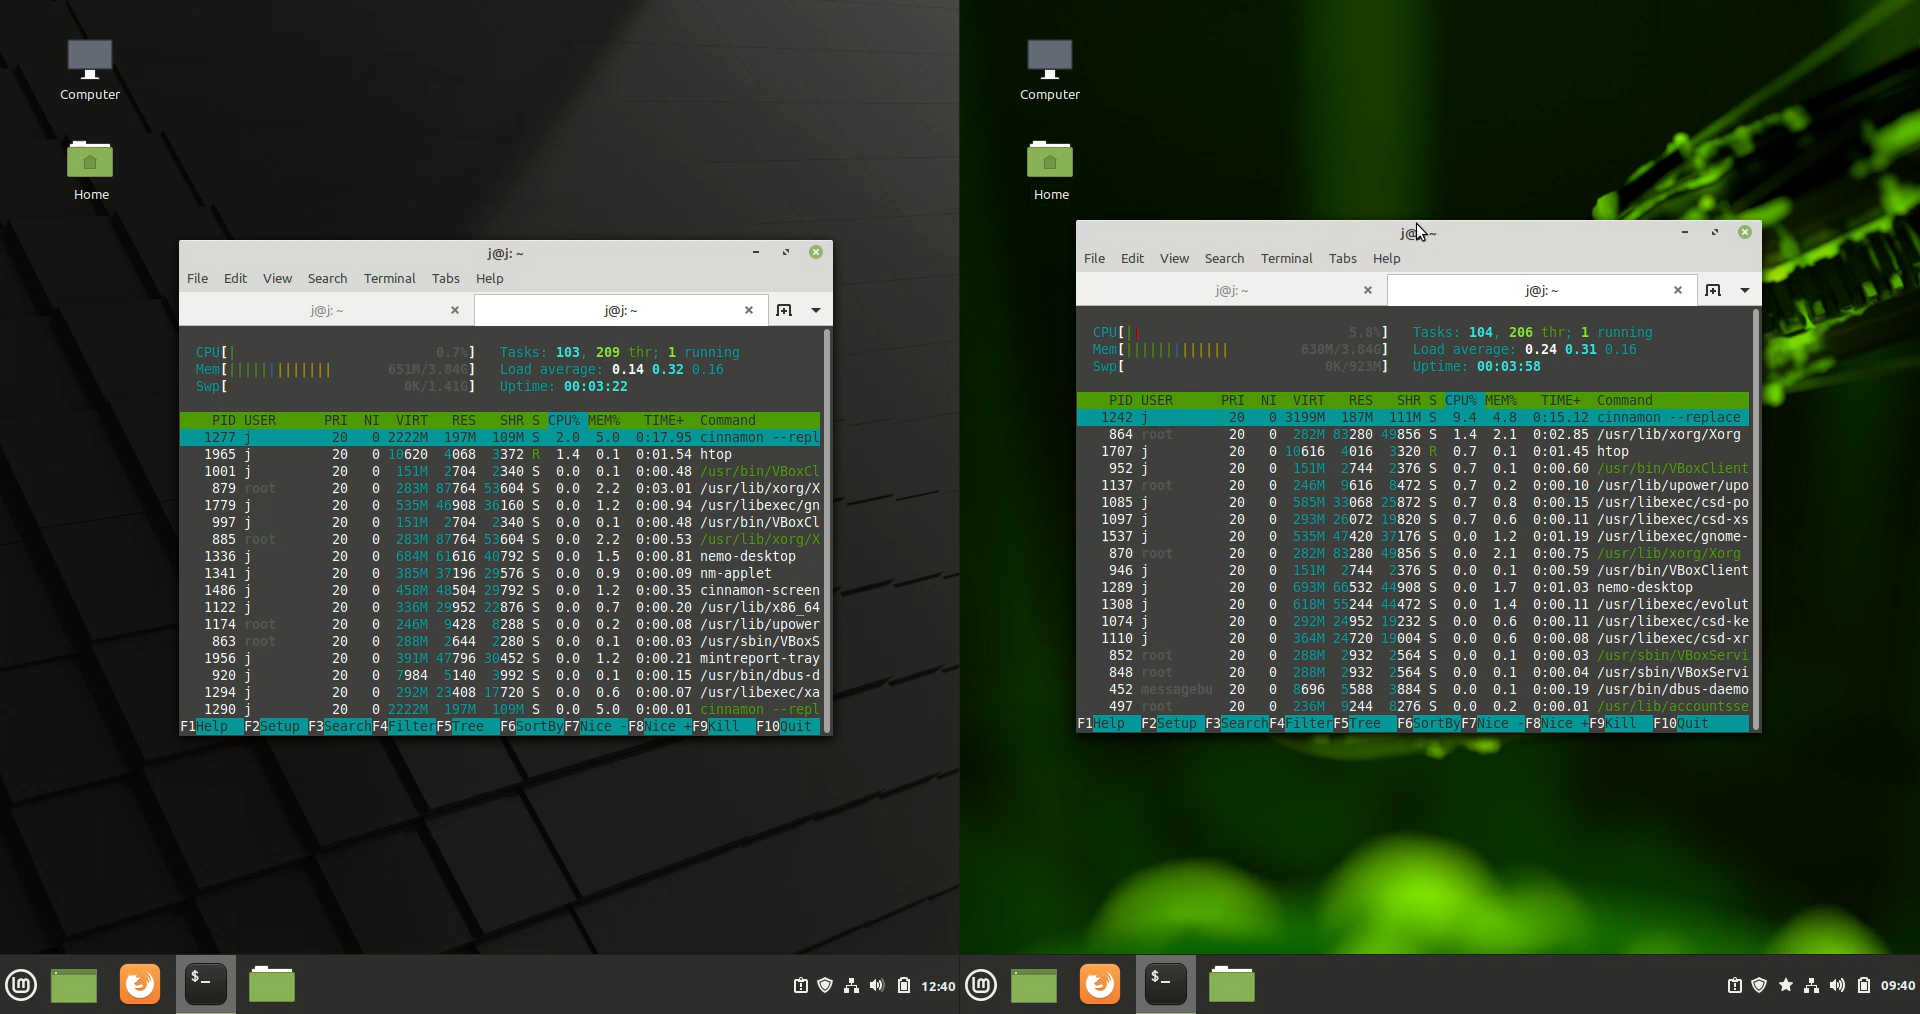 Computer
Home
j@j: ~
File Edit View Search Terminal Tabs Help
j@j: ~ j@j: ~
CPU[| 0.7%] Tasks: 103, 209 thr; 1 running
Mem[||||||||||||| 651M/3.84G] Load average: 0.14 0.32 0.16
Swp[ 0K/1.41G] Uptime: 00:03:22
PID USER PRI NI VIRT RES SHR S CPU% MEM% TIME+ Command
1277 j 20 0 2222M 197M 109M S 2.0 5.0 0:17.95 cinnamon --repl
1965 j 20 0 10620 4068 3372 R 1.4 0.1 0:01.54 htop
1001 j 20 0 151M 2704 2340 S 0.0 0.1 0:00.48 /usr/bin/VBoxCl
879 root 20 0 283M 87764 53604 S 0.0 2.2 0:03.01 /usr/lib/xorg/X
1779 j 20 0 535M 46908 36160 S 0.0 1.2 0:00.94 /usr/libexec/gn
997 j 20 0 151M 2704 2340 S 0.0 0.1 0:00.48 /usr/bin/VBoxCl
885 root 20 0 283M 87764 53604 S 0.0 2.2 0:00.53 /usr/lib/xorg/X
1336 j 20 0 684M 61616 40792 S 0.0 1.5 0:00.81 nemo-desktop
1341 j 20 0 385M 37196 29576 S 0.0 0.9 0:00.09 nm-applet
1486 j 20 0 458M 48504 29792 S 0.0 1.2 0:00.35 cinnamon-screen
1122 j 20 0 336M 29952 22876 S 0.0 0.7 0:00.20 /usr/lib/x86_64
1174 root 20 0 246M 9428 8288 S 0.0 0.2 0:00.08 /usr/lib/upower
863 root 20 0 288M 2644 2280 S 0.0 0.1 0:00.03 /usr/sbin/VBoxS
1956 j 20 0 391M 47796 30452 S 0.0 1.2 0:00.21 mintreport-tray
920 j 20 0 7984 5140 3992 S 0.0 0.1 0:00.15 /usr/bin/dbus-d
1294 j 20 0 292M 23408 17720 S 0.0 0.6 0:00.07 /usr/libexec/xa
1290 j 20 0 2222M 197M 109M S 0.0 5.0 0:00.01 cinnamon --repl
F1Help F2Setup F3SearchF4FilterF5Tree F6SortByF7Nice -F8Nice +F9Kill F10Quit
$_
12:40
Computer
Home
j@ ~
File Edit View Search Terminal Tabs Help
j@j: ~ j@j: ~
CPU[|| 5.8%] Tasks: 104, 206 thr; 1 running
Mem[||||||||||||| 630M/3.84G] Load average: 0.24 0.31 0.16
Swp[ 0K/923M] Uptime: 00:03:58
PID USER PRI NI VIRT RES SHR S CPU% MEM% TIME+ Command
1242 j 20 0 3199M 187M 111M S 9.4 4.8 0:15.12 cinnamon --replace
864 root 20 0 282M 83280 49856 S 1.4 2.1 0:02.85 /usr/lib/xorg/Xorg
1707 j 20 0 10616 4016 3320 R 0.7 0.1 0:01.45 htop
952 j 20 0 151M 2744 2376 S 0.7 0.1 0:00.60 /usr/bin/VBoxClient
1137 root 20 0 246M 9616 8472 S 0.7 0.2 0:00.10 /usr/lib/upower/upo
1085 j 20 0 585M 33068 25872 S 0.7 0.8 0:00.15 /usr/libexec/csd-po
1097 j 20 0 293M 26072 19820 S 0.7 0.6 0:00.11 /usr/libexec/csd-xs
1537 j 20 0 535M 47420 37176 S 0.0 1.2 0:01.19 /usr/libexec/gnome-
870 root 20 0 282M 83280 49856 S 0.0 2.1 0:00.75 /usr/lib/xorg/Xorg
946 j 20 0 151M 2744 2376 S 0.0 0.1 0:00.59 /usr/bin/VBoxClient
1289 j 20 0 693M 66532 44908 S 0.0 1.7 0:01.03 nemo-desktop
1308 j 20 0 618M 55244 44472 S 0.0 1.4 0:00.11 /usr/libexec/evolut
1074 j 20 0 292M 24952 19232 S 0.0 0.6 0:00.11 /usr/libexec/csd-ke
1110 j 20 0 364M 24720 19004 S 0.0 0.6 0:00.08 /usr/libexec/csd-xr
852 root 20 0 288M 2932 2564 S 0.0 0.1 0:00.03 /usr/sbin/VBoxServi
848 root 20 0 288M 2932 2564 S 0.0 0.1 0:00.04 /usr/sbin/VBoxServi
452 messagebu 20 0 8696 5588 3884 S 0.0 0.1 0:00.19 /usr/bin/dbus-daemo
497 root 20 0 236M 9244 8276 S 0.0 0.2 0:00.01 /usr/lib/accountsse
F1Help F2Setup F3SearchF4FilterF5Tree F6SortByF7Nice -F8Nice +F9Kill F10Quit
$_
09:40